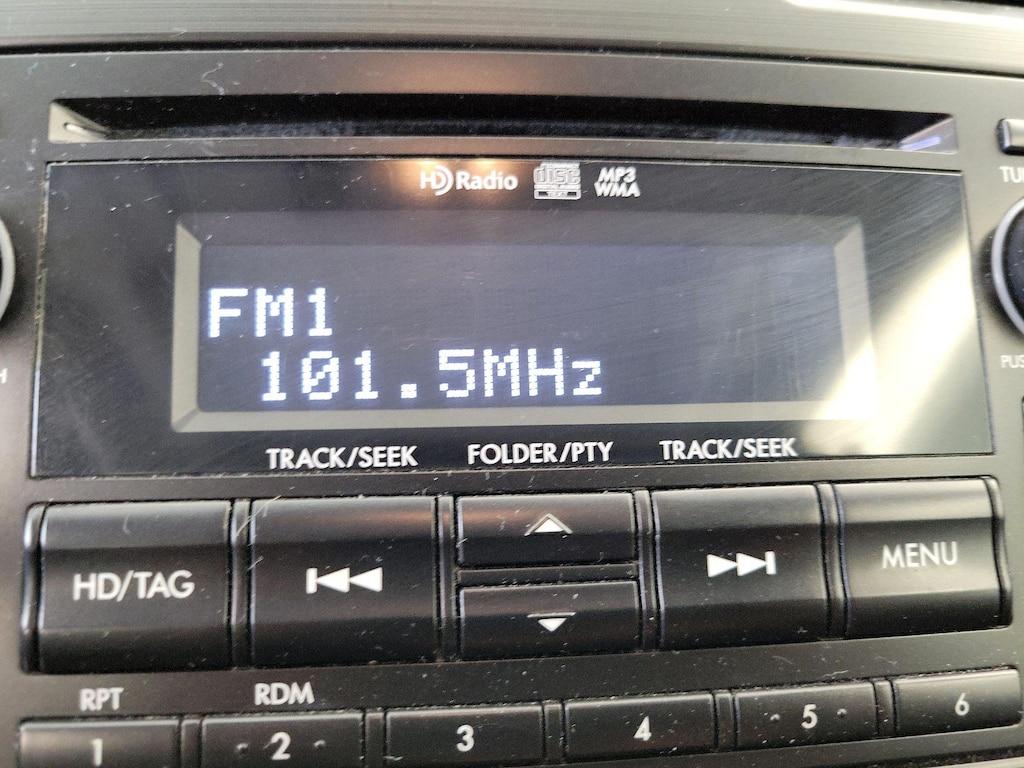 HD Radio disc MP3 WMA
FM1
101.5MHz
TRACK/SEEK FOLDER/PTY TRACK/SEEK
HD/TAG MENU
RPT RDM
1 2 3 4 5 6